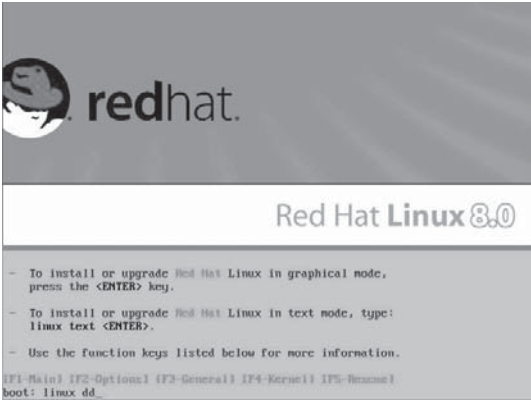 redhat.
Red Hat Linux 8.0
- To install or upgrade Red Hat Linux in graphical mode,
press the <ENTER> key.
- To install or upgrade Red Hat Linux in text mode, type:
linux text <ENTER>.
- Use the function keys listed below for more information.
[F1-Main] [F2-Options] [F3-General] [F4-Kernel] [F5-Rescue]
boot: linux dd_